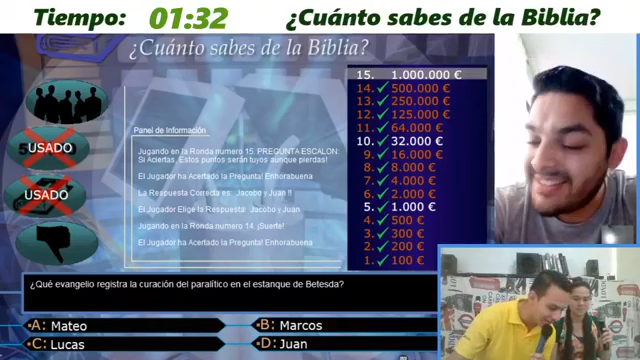 Tiempo: 01:32 ¿Cuánto sabes de la Biblia?
¿Cuánto sabes de la Biblia?
USADO
USADO
Panel de Información
Jugando en la Ronda numero 15. PREGUNTA ESCALON:
Si Aciertas, Estos puntos serán tuyos aunque pierdas!
El Jugador ha Acertado la Pregunta! Enhorabuena
La Respuesta Correcta es: Jacobo y Juan !!
El Jugador Elige la Respuesta: Jacobo y Juan
Jugando en la Ronda numero 14. ¡Suerte!
El Jugador ha Acertado la Pregunta! Enhorabuena
15. 1.000.000 €
14. ✓ 500.000 €
13. ✓ 250.000 €
12. ✓ 125.000 €
11. ✓ 64.000 €
10. ✓ 32.000 €
9. ✓ 16.000 €
8. ✓ 8.000 €
7. ✓ 4.000 €
6. ✓ 2.000 €
5. ✓ 1.000 €
4. ✓ 500 €
3. ✓ 300 €
2. ✓ 200 €
1. ✓ 100 €
¿Qué evangelio registra la curación del paralítico en el estanque de Betesda?
A: Mateo
B: Marcos
C: Lucas
D: Juan